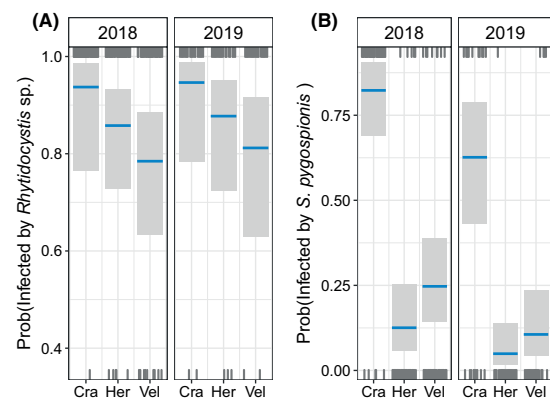 (A)
2018
2019
Prob(Infected by Rhytidocystis sp.)
1.0
0.8
0.6
0.4
Cra Her Vel
Cra Her Vel
(B)
2018
2019
Prob(Infected by S. pygospionis )
0.75
0.50
0.25
0.00
Cra Her Vel
Cra Her Vel